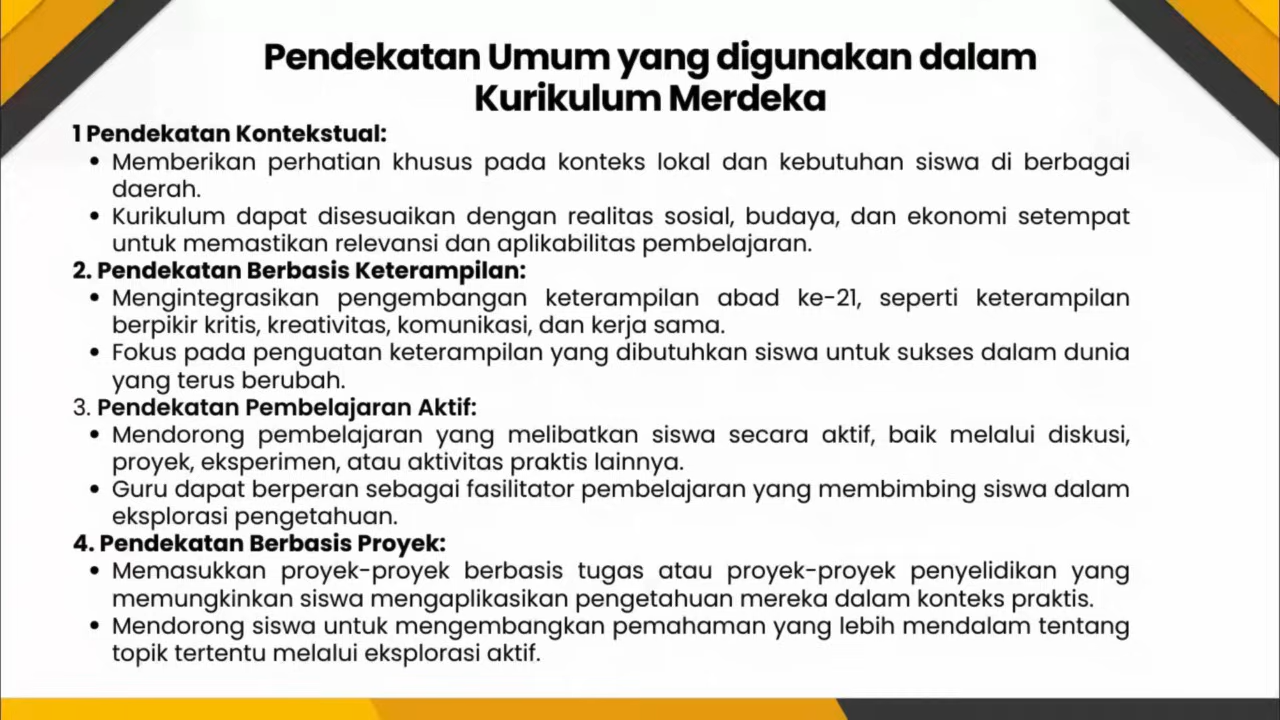 Pendekatan Umum yang digunakan dalam
Kurikulum Merdeka
1 Pendekatan Kontekstual:
• Memberikan perhatian khusus pada konteks lokal dan kebutuhan siswa di berbagai
daerah.
• Kurikulum dapat disesuaikan dengan realitas sosial, budaya, dan ekonomi setempat
untuk memastikan relevansi dan aplikabilitas pembelajaran.
2. Pendekatan Berbasis Keterampilan:
• Mengintegrasikan pengembangan keterampilan abad ke-21, seperti keterampilan
berpikir kritis, kreativitas, komunikasi, dan kerja sama.
• Fokus pada penguatan keterampilan yang dibutuhkan siswa untuk sukses dalam dunia
yang terus berubah.
3. Pendekatan Pembelajaran Aktif:
• Mendorong pembelajaran yang melibatkan siswa secara aktif, baik melalui diskusi,
proyek, eksperimen, atau aktivitas praktis lainnya.
• Guru dapat berperan sebagai fasilitator pembelajaran yang membimbing siswa dalam
eksplorasi pengetahuan.
4. Pendekatan Berbasis Proyek:
• Memasukkan proyek-proyek berbasis tugas atau proyek-proyek penyelidikan yang
memungkinkan siswa mengaplikasikan pengetahuan mereka dalam konteks praktis.
• Mendorong siswa untuk mengembangkan pemahaman yang lebih mendalam tentang
topik tertentu melalui eksplorasi aktif.